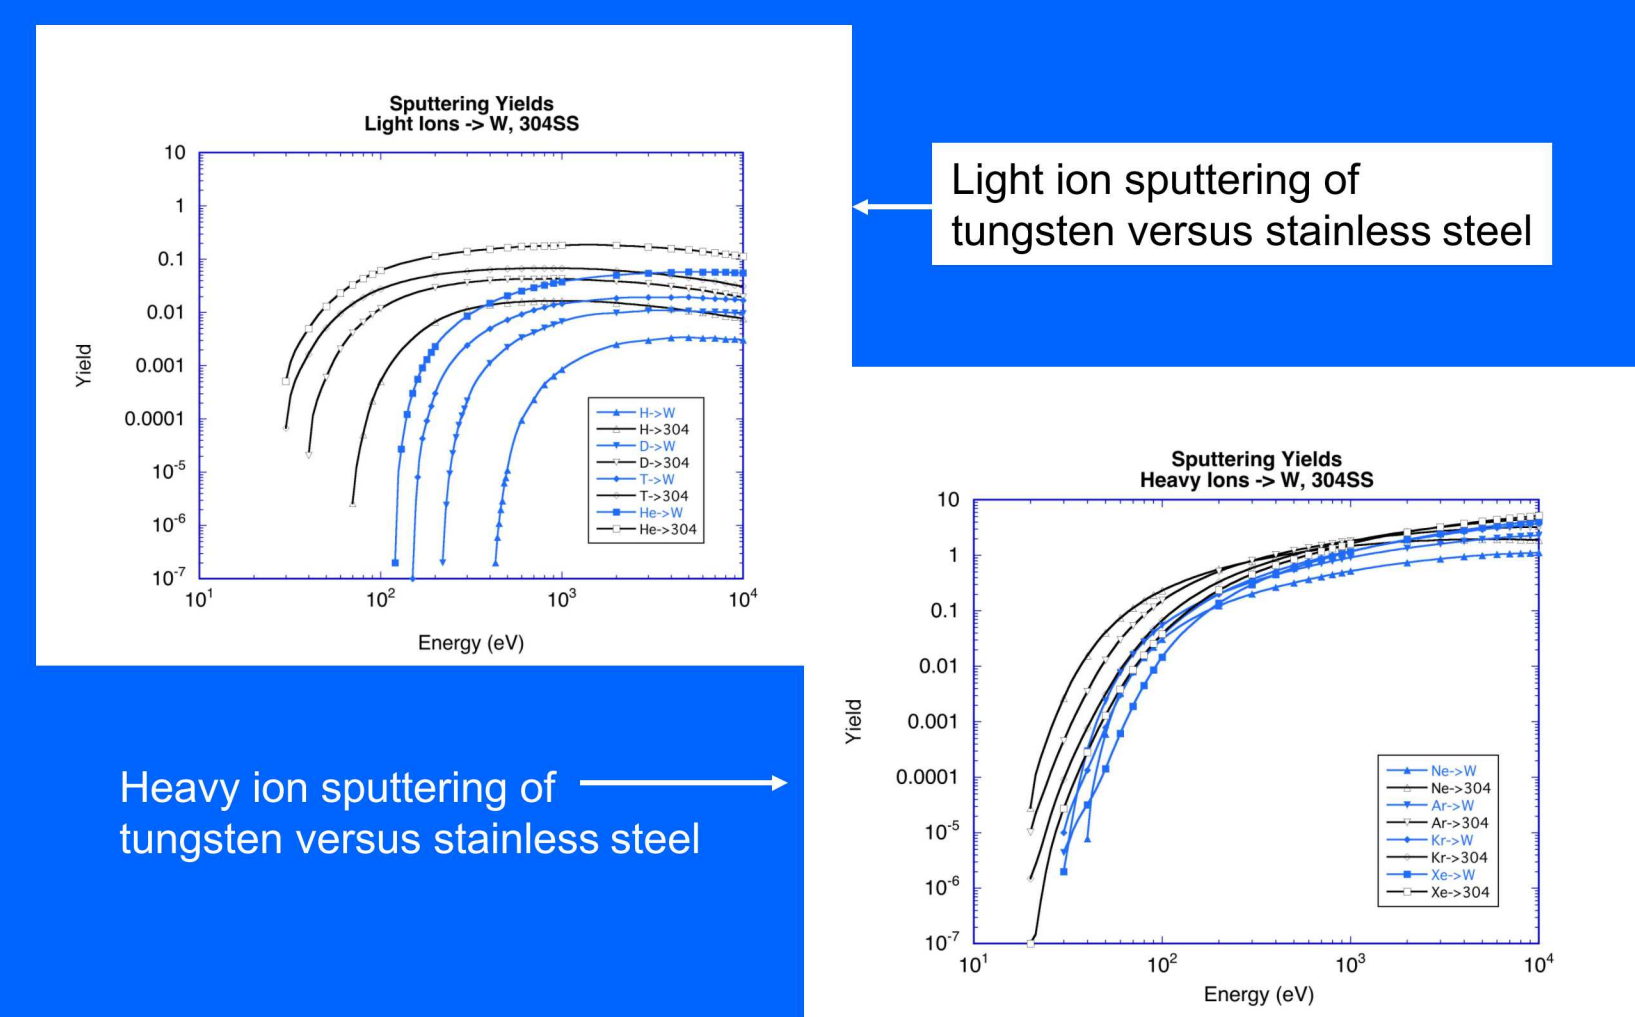 Sputtering Yields
Light Ions -> W, 304SS
10
1
0.1
0.01
0.001
0.0001
10-5
10-6
10-7
Yield
101
102
103
104
Energy (eV)
H->W
H->304
D->W
D->304
T->W
T->304
He->W
He->304
Light ion sputtering of
tungsten versus stainless steel
Heavy ion sputtering of
tungsten versus stainless steel
Sputtering Yields
Heavy Ions -> W, 304SS
10
1
0.1
0.01
0.001
0.0001
10-5
10-6
10-7
Yield
101
102
103
104
Energy (eV)
Ne->W
Ne->304
Ar->W
Ar->304
Kr->W
Kr->304
Xe->W
Xe->304